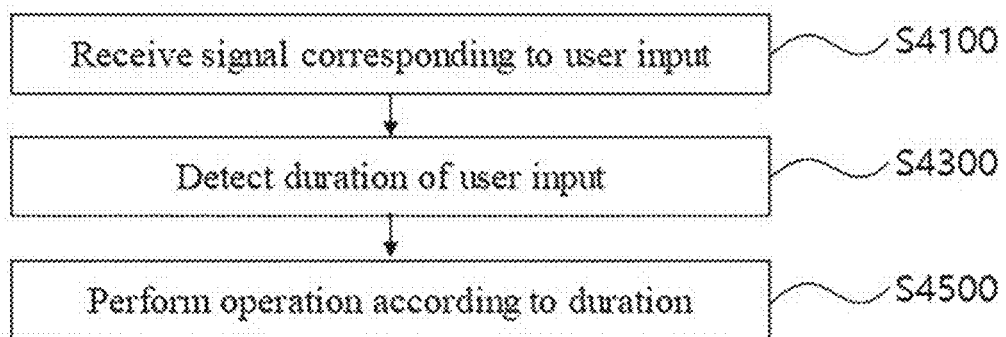 Receive signal corresponding to user input
S4100
Detect duration of user input
S4300
Perform operation according to duration
S4500